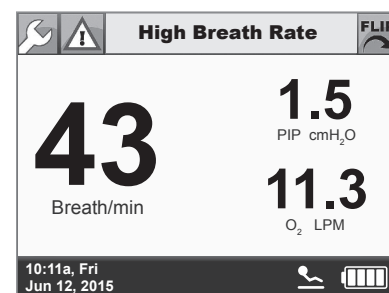 High Breath Rate
FLIP
43
Breath/min
1.5
PIP cmH₂O
11.3
O₂ LPM
10:11a, Fri
Jun 12, 2015